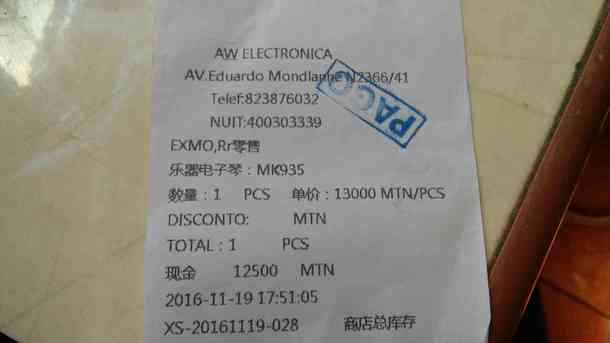 AW ELECTRONICA
AV.Eduardo Mondlanne N2366/41
Telef:823876032
PAGO
NUIT:400303339
EXMO,Rr零售
乐器电子琴：MK935
数量：1 PCS 单价：13000 MTN/PCS
DISCONTO: MTN
TOTAL：1 PCS
现金 12500 MTN
2016-11-19 17:51:05
XS-20161119-028 商店总库存